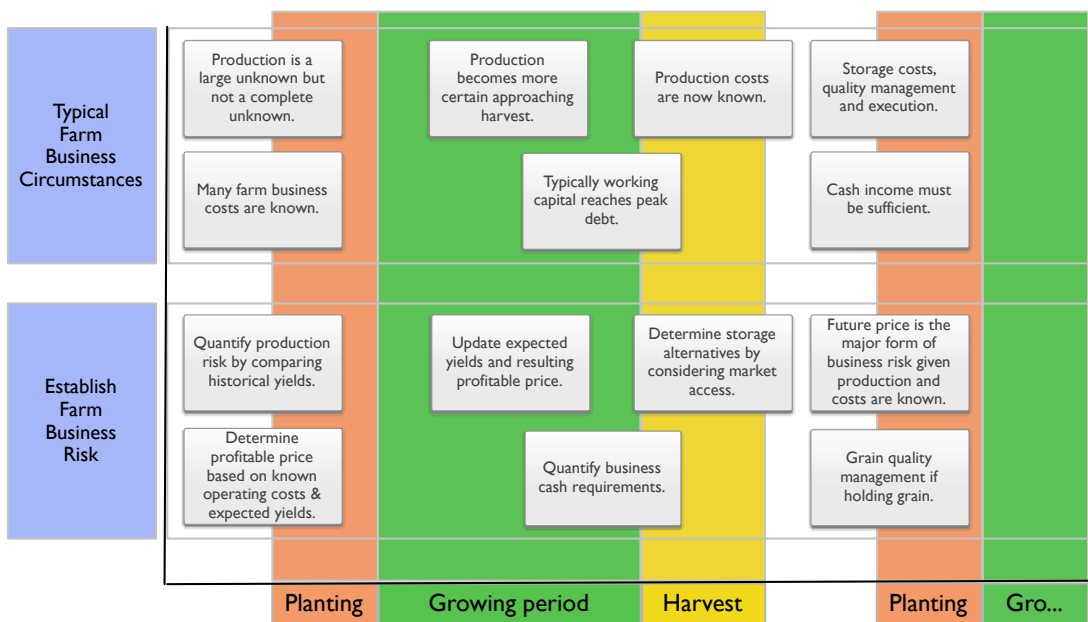 Typical
Farm
Business
Circumstances
Production is a
large unknown but
not a complete
unknown.
Production
becomes more
certain approaching
harvest.
Production costs
are now known.
Storage costs,
quality management
and execution.
Many farm business
costs are known.
Typically working
capital reaches peak
debt.
Cash income must
be sufficient.
Establish
Farm
Business
Risk
Quantify production
risk by comparing
historical yields.
Update expected
yields and resulting
profitable price.
Determine storage
alternatives by
considering market
access.
Future price is the
major form of
business risk given
production and
costs are known.
Determine
profitable price
based on known
operating costs &
expected yields.
Quantify business
cash requirements.
Grain quality
management if
holding grain.
Planting
Growing period
Harvest
Planting
Gro...